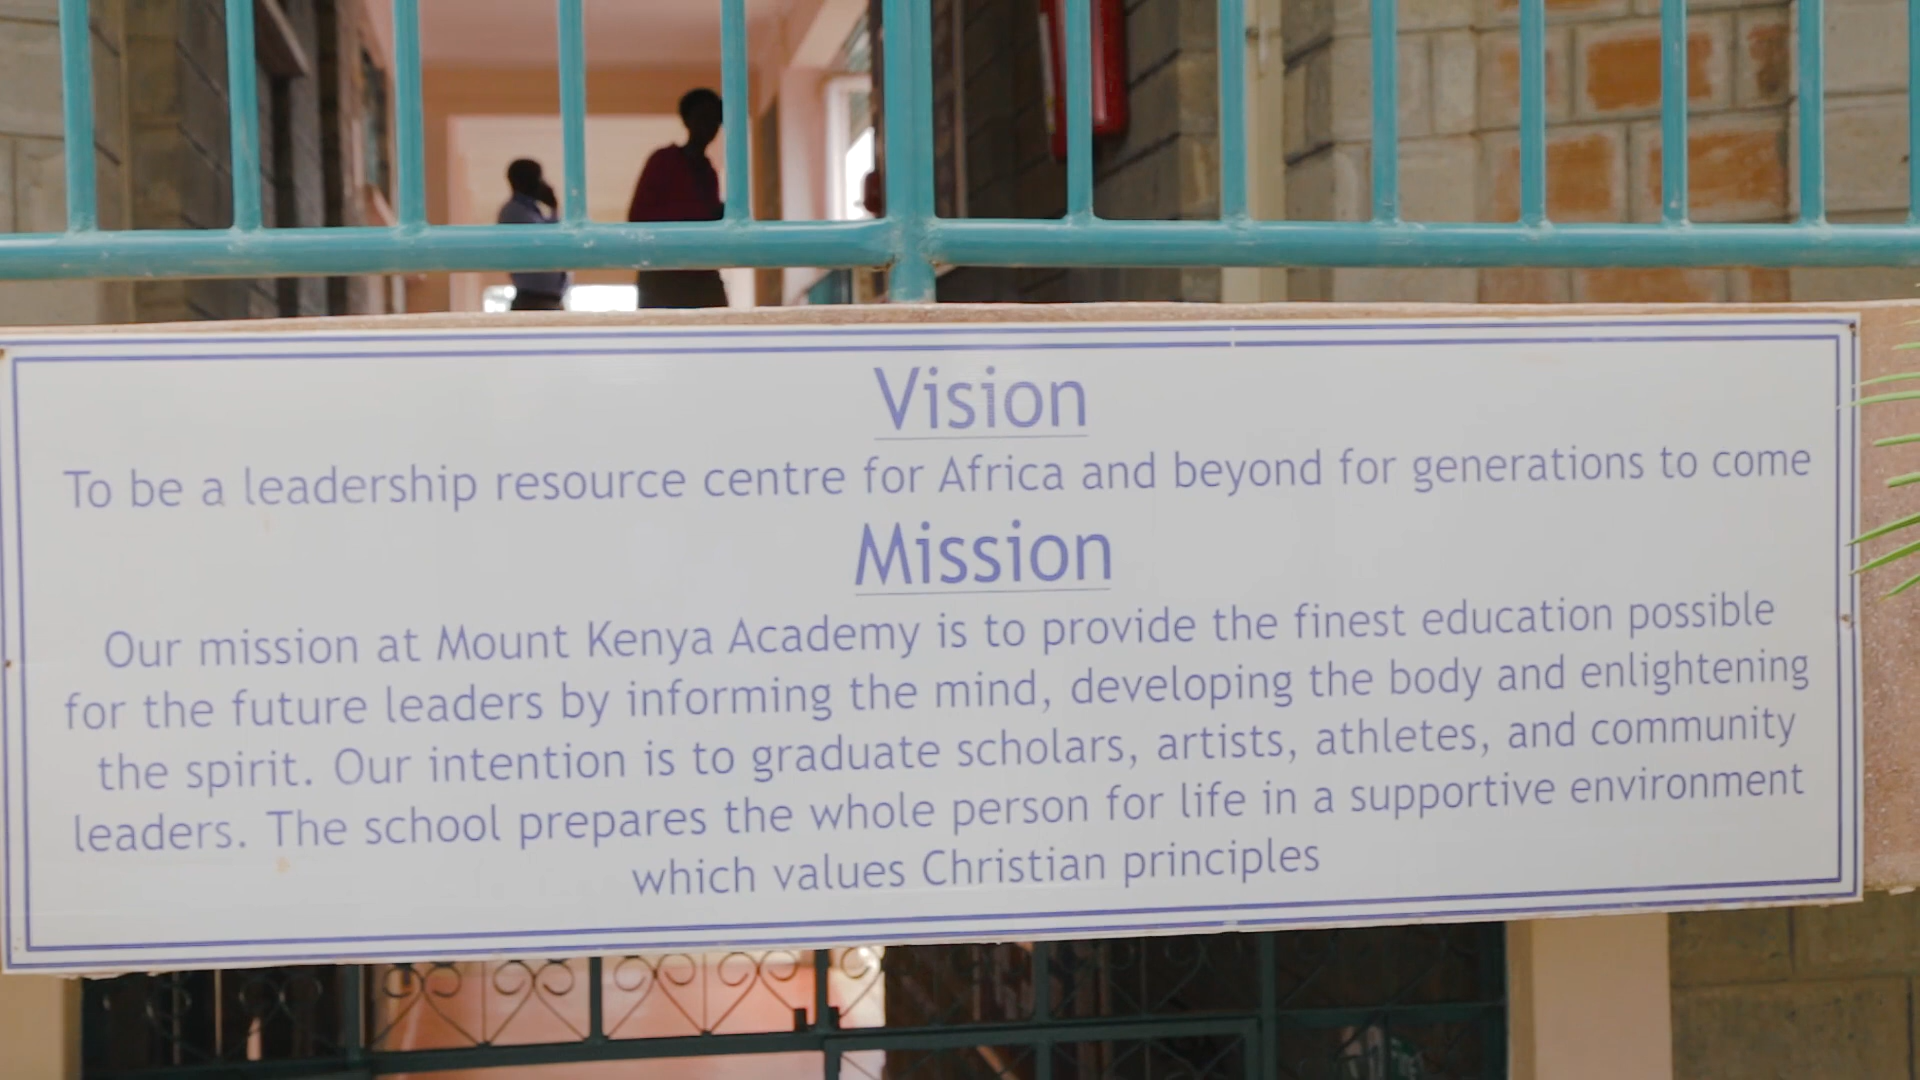 Vision
To be a leadership resource centre for Africa and beyond for generations to come
Mission
Our mission at Mount Kenya Academy is to provide the finest education possible
for the future leaders by informing the mind, developing the body and enlightening
the spirit. Our intention is to graduate scholars, artists, athletes, and community
leaders. The school prepares the whole person for life in a supportive environment
which values Christian principles